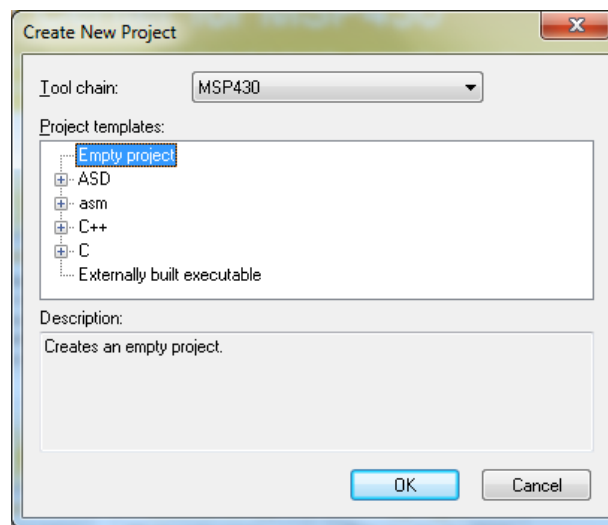 Create New Project
Tool chain: MSP430
Project templates:
Empty project
ASD
asm
C++
C
Externally built executable
Description:
Creates an empty project.
OK Cancel